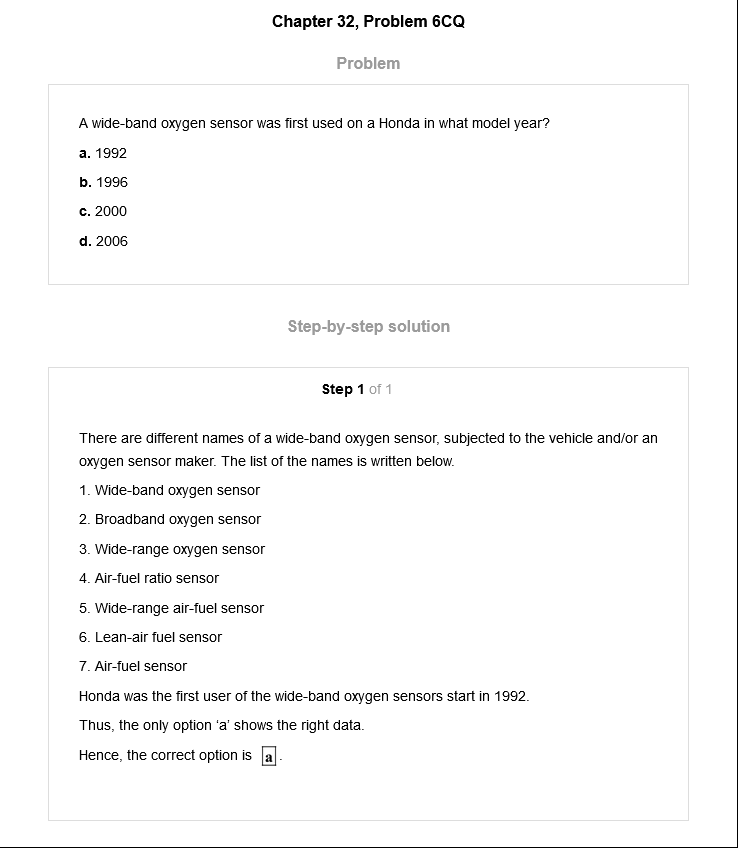 Chapter 32, Problem 6CQ
Problem
A wide-band oxygen sensor was first used on a Honda in what model year?
a. 1992
b. 1996
c. 2000
d. 2006
Step-by-step solution
Step 1 of 1
There are different names of a wide-band oxygen sensor, subjected to the vehicle and/or an
oxygen sensor maker. The list of the names is written below.
1. Wide-band oxygen sensor
2. Broadband oxygen sensor
3. Wide-range oxygen sensor
4. Air-fuel ratio sensor
5. Wide-range air-fuel sensor
6. Lean-air fuel sensor
7. Air-fuel sensor
Honda was the first user of the wide-band oxygen sensors start in 1992.
Thus, the only option ‘a’ shows the right data.
Hence, the correct option is a.